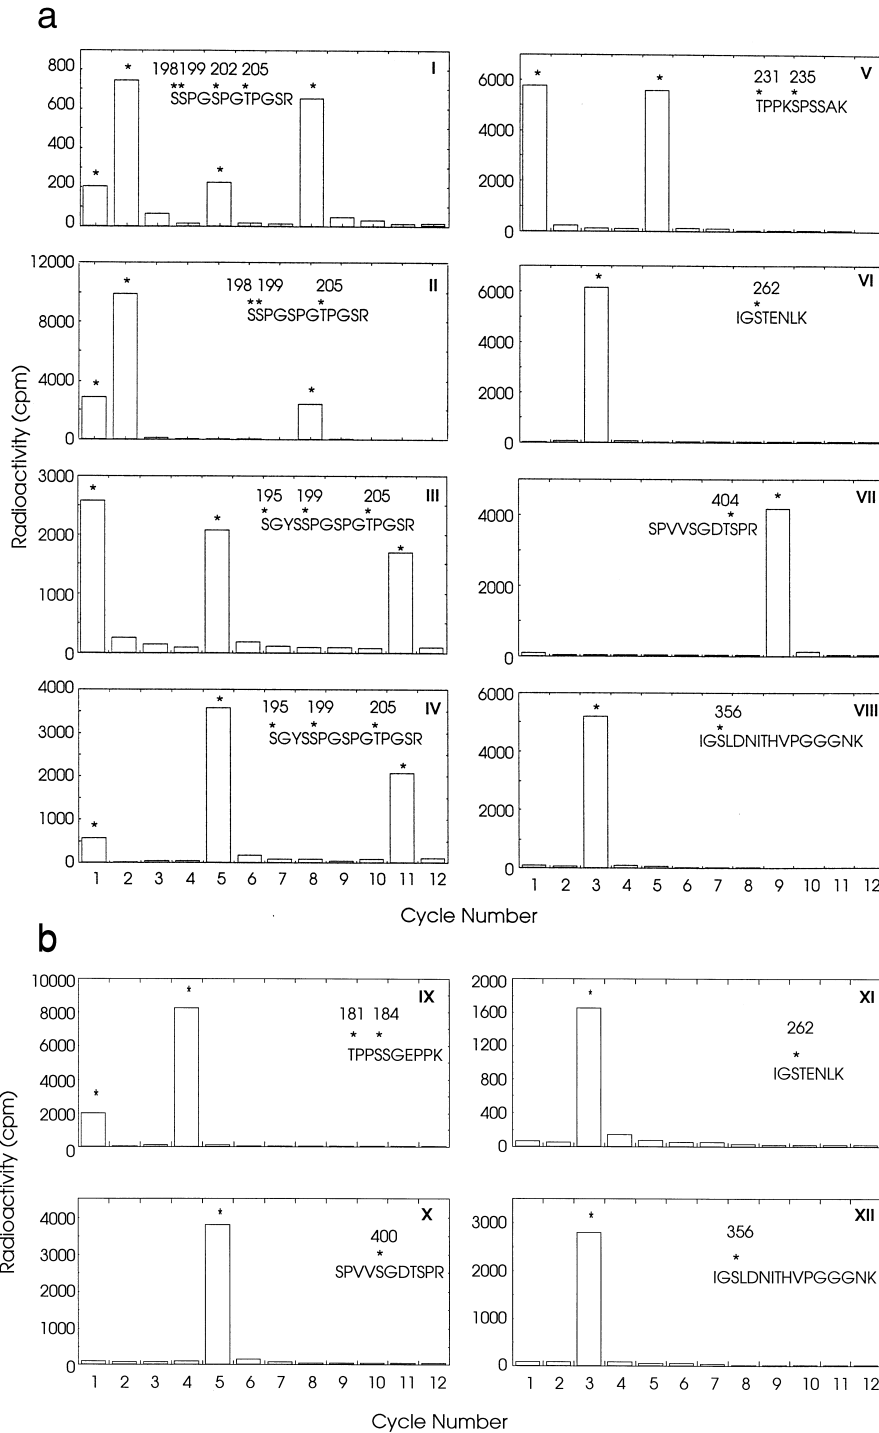 a
800
600
400
200
0
198199 202 205
** * *
SSPGSPGTPGSR
I
* * * *
12000
8000
4000
0
198 199 205
** *
SSPGSPGTPGSR
II
* * *
3000
2000
1000
0
195 199 205
* * *
SGYSSPGSPGTPGSR
III
* * *
4000
3000
2000
1000
0
195 199 205
* * *
SGYSSPGSPGTPGSR
IV
* * *
1 2 3 4 5 6 7 8 9 10 11 12
6000
4000
2000
0
231 235
* *
TPPKSPSSAK
V
* *
6000
4000
2000
0
262
*
IGSTENLK
VI
*
4000
2000
0
404
*
SPVVSGDTSPR
VII
*
6000
4000
2000
0
356
*
IGSLDNITHVPGGGNK
VIII
*
1 2 3 4 5 6 7 8 9 10 11 12
Radioactivity (cpm)
Cycle Number
b
10000
8000
6000
4000
2000
0
181 184
* *
TPPSSGEPPK
IX
* *
4000
3000
2000
1000
0
400
*
SPVVSGDTSPR
X
*
1 2 3 4 5 6 7 8 9 10 11 12
2000
1600
1200
800
400
0
262
*
IGSTENLK
XI
*
3000
2000
1000
0
356
*
IGSLDNITHVPGGGNK
XII
*
1 2 3 4 5 6 7 8 9 10 11 12
Radioactivity (cpm)
Cycle Number